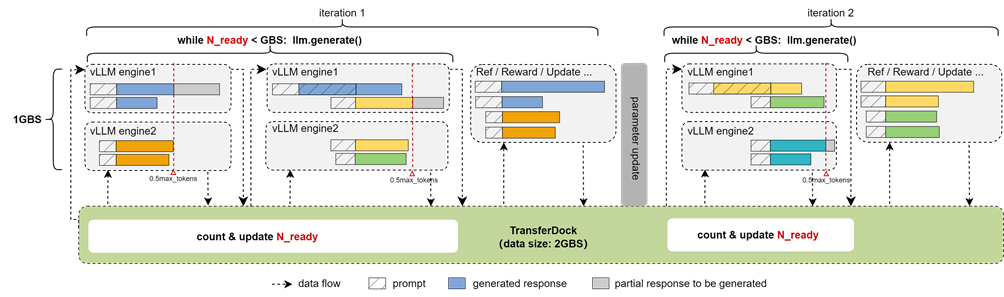 iteration 1
iteration 2
while N_ready < GBS: llm.generate()
while N_ready < GBS: llm.generate()
vLLM engine1
vLLM engine1
Ref / Reward / Update ...
vLLM engine1
Ref / Reward / Update ...
1GBS
parameter update
vLLM engine2
vLLM engine2
vLLM engine2
0.5max_tokens
0.5max_tokens
0.5max_tokens
count & update N_ready
TransferDock
(data size: 2GBS)
count & update N_ready
data flow
prompt
generated response
partial response to be generated